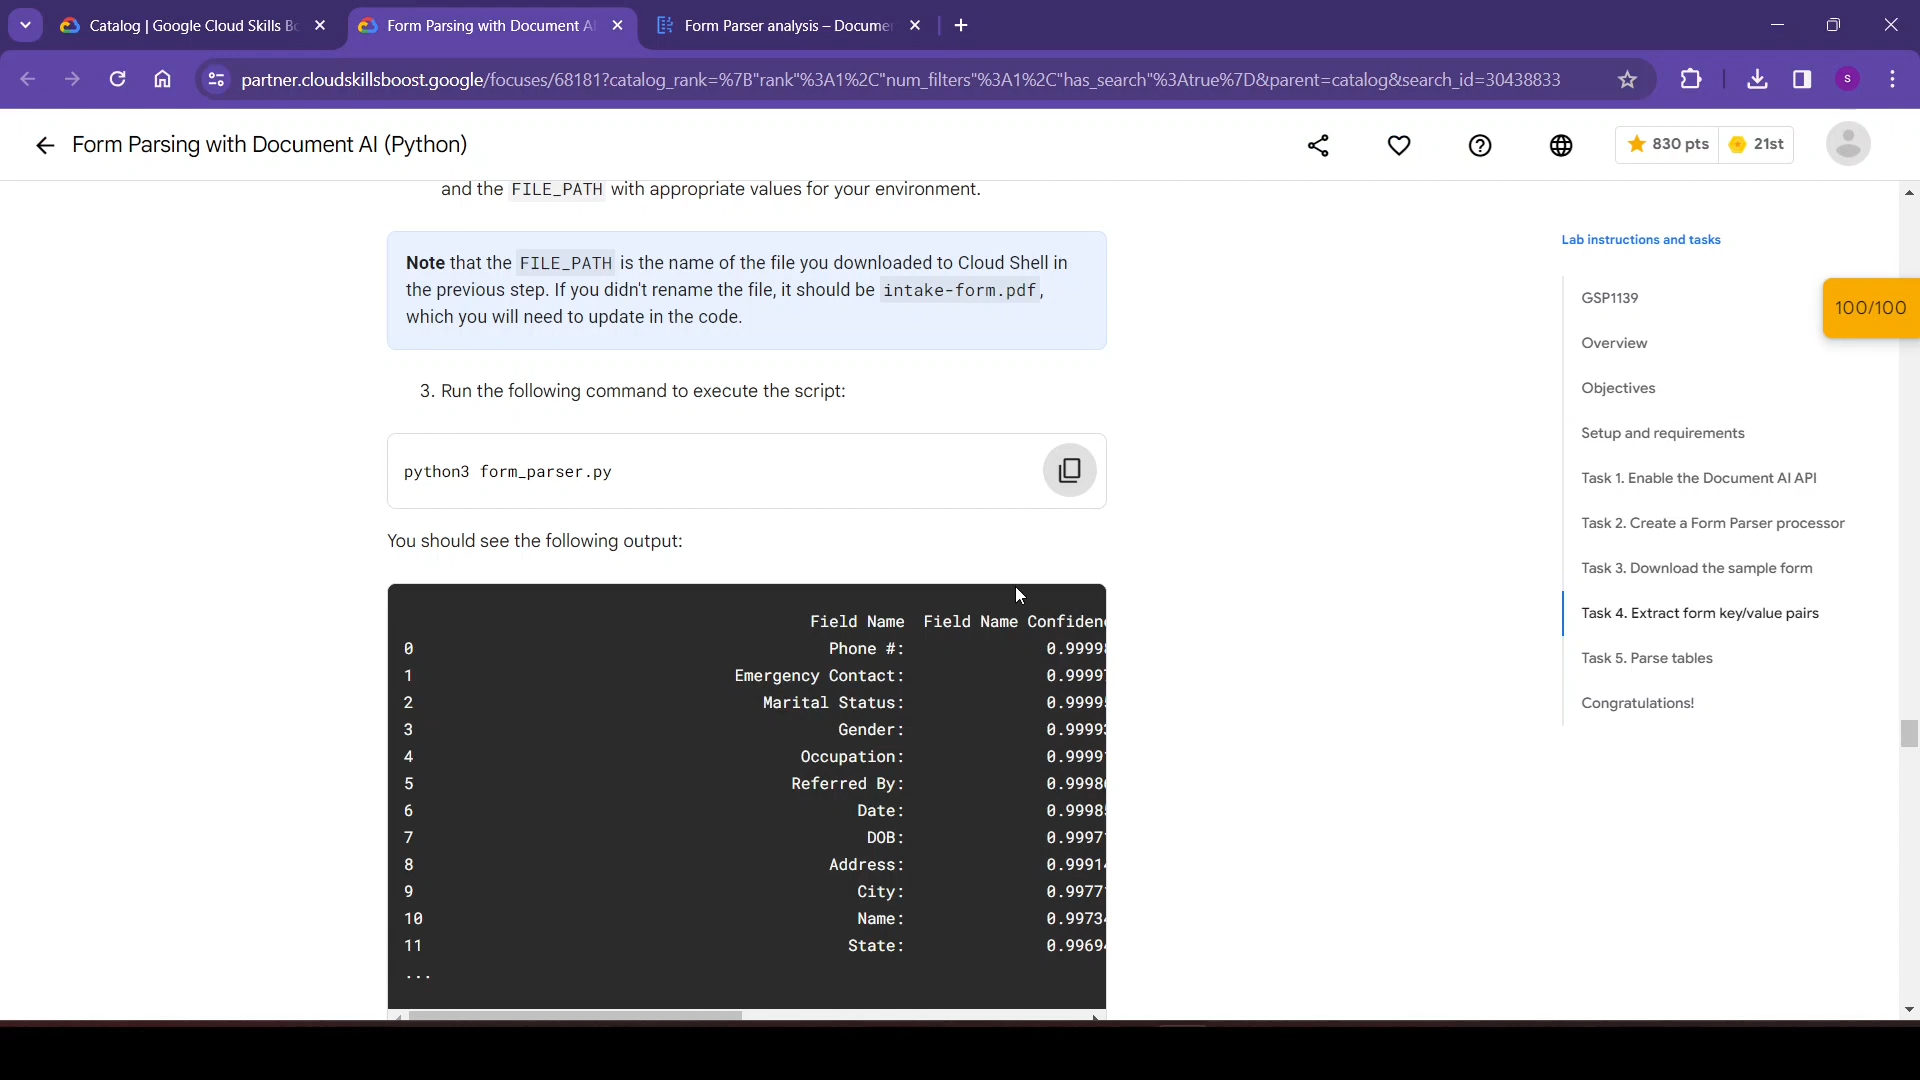 Catalog | Google Cloud Skills Bo
Form Parsing with Document AI
Form Parser analysis – Docume
partner.cloudskillsboost.google/focuses/68181?catalog_rank=%7B"rank"%3A1%2C"num_filters"%3A1%2C"has_search"%3Atrue%7D&parent=catalog&search_id=30438833
S
Form Parsing with Document AI (Python)
830 pts
21st
and the FILE_PATH with appropriate values for your environment.
Note that the FILE_PATH is the name of the file you downloaded to Cloud Shell in
the previous step. If you didn't rename the file, it should be intake-form.pdf,
which you will need to update in the code.
3. Run the following command to execute the script:
python3 form_parser.py
You should see the following output:
Field Name Field Name Confiden
0 Phone #: 0.9999
1 Emergency Contact: 0.9999
2 Marital Status: 0.9999
3 Gender: 0.9999
4 Occupation: 0.9999
5 Referred By: 0.9998
6 Date: 0.9998
7 DOB: 0.9997
8 Address: 0.9991
9 City: 0.9977
10 Name: 0.9973
11 State: 0.9969
...
Lab instructions and tasks
GSP1139
100/100
Overview
Objectives
Setup and requirements
Task 1. Enable the Document AI API
Task 2. Create a Form Parser processor
Task 3. Download the sample form
Task 4. Extract form key/value pairs
Task 5. Parse tables
Congratulations!